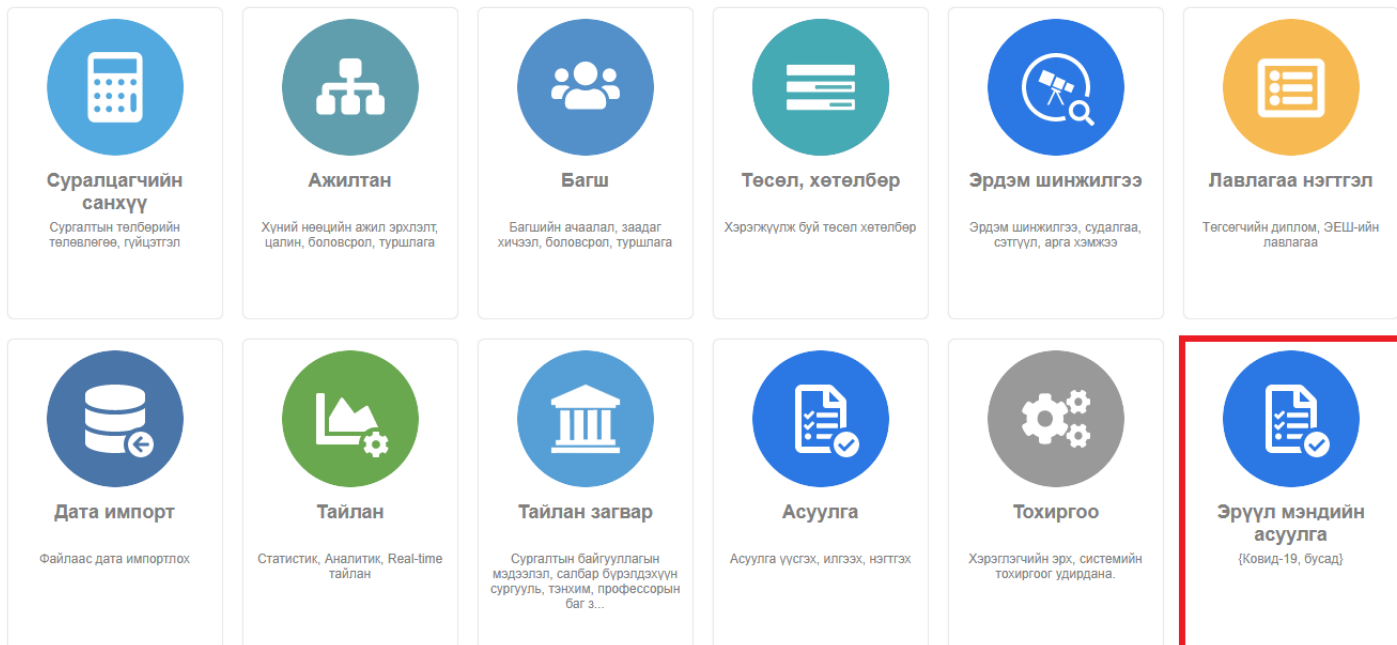 Суралцагчийн
санхүү
Сургалтын төлбөрийн
төлөвлөгөө, гүйцэтгэл
Ажилтан
Хүний нөөцийн ажил эрхлэлт,
цалин, боловсрол, туршлага
Багш
Багшийн ачаалал, заадаг
хичээл, боловсрол, туршлага
Төсөл, хөтөлбөр
Хэрэгжүүлж буй төсөл хөтөлбөр
Эрдэм шинжилгээ
Эрдэм шинжилгээ, судалгаа,
сэтгүүл, арга хэмжээ
Лавлагаа нэгтгэл
Төгсөгчийн диплом, ЭЕШ-ийн
лавлагаа
Дата импорт
Файлаас дата импортлох
Тайлан
Статистик, Аналитик, Real-time
тайлан
Тайлан загвар
Сургалтын байгууллагын
мэдээлэл, салбар бүрэлдэхүүн
сургууль, тэнхим, профессорын
баг з...
Асуулга
Асуулга үүсгэх, илгээх, нэгтгэх
Тохиргоо
Хэрэглэгчийн эрх, системийн
тохиргоог удирдана.
Эрүүл мэндийн
асуулга
{Ковид-19, бусад}